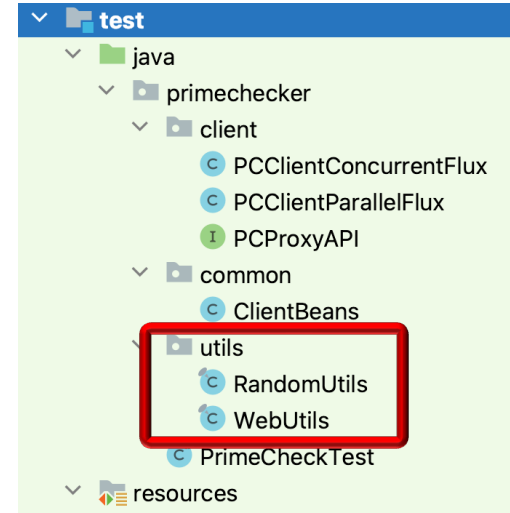 test
java
primechecker
client
C PCClientConcurrentFlux
C PCClientParallelFlux
I PCProxyAPI
common
C ClientBeans
utils
C RandomUtils
C WebUtils
C PrimeCheckTest
resources